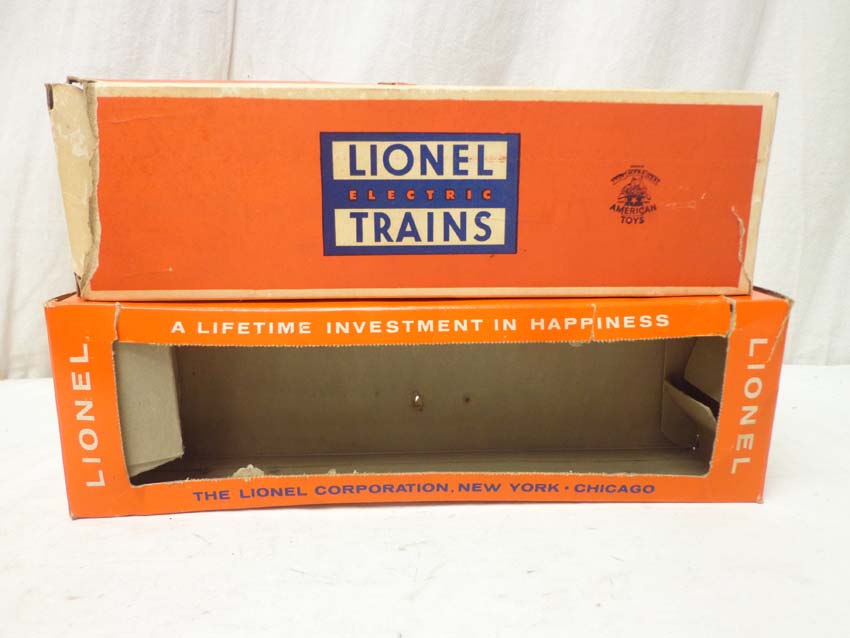 LIONEL
ELECTRIC
TRAINS
AMERICAN
TOYS
A LIFETIME INVESTMENT IN HAPPINESS
LIONEL
LIONEL
THE LIONEL CORPORATION, NEW YORK • CHICAGO